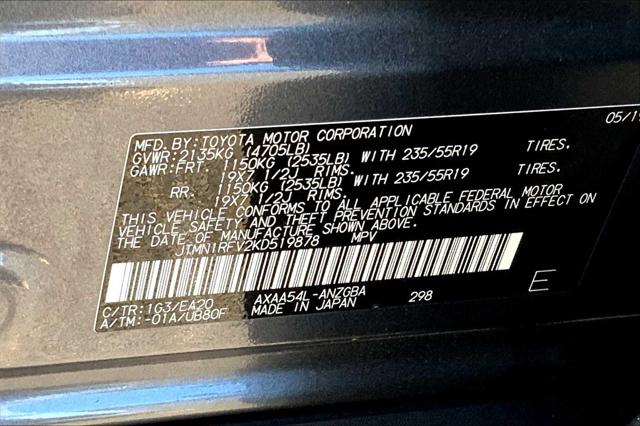 05/19
MFD. BY: TOYOTA MOTOR CORPORATION
GVWR: 2135KG (4705LB)
GAWR: FRT. 1150KG (2535LB) WITH 235/55R19 TIRES.
19X7 1/2J RIMS.
RR. 1150KG (2535LB) WITH 235/55R19 TIRES.
19X7 1/2J RIMS.
THIS VEHICLE CONFORMS TO ALL APPLICABLE FEDERAL MOTOR
VEHICLE SAFETY AND THEFT PREVENTION STANDARDS IN EFFECT ON
THE DATE OF MANUFACTURE SHOWN ABOVE.
JTMN1RFV2KD519878 MPV
C/TR: 1G3/EA20 AXAA54L-ANZGBA 298 E
A/TM: -01A/UB80F MADE IN JAPAN